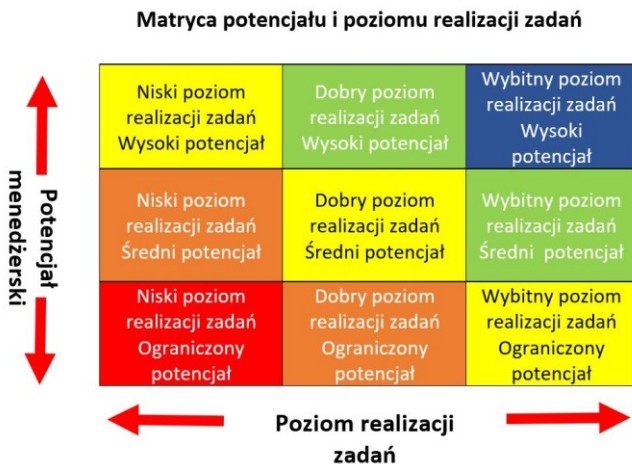 Matryca potencjału i poziomu realizacji zadań
Niski poziom
realizacji zadań
Wysoki potencjał
Dobry poziom
realizacji zadań
Wysoki potencjał
Wybitny poziom
realizacji zadań
Wysoki
potencjał
Niski poziom
realizacji zadań
Średni potencjał
Dobry poziom
realizacji zadań
Średni potencjał
Wybitny poziom
realizacji zadań
Średni potencjał
Niski poziom
realizacji zadań
Ograniczony
potencjał
Dobry poziom
realizacji zadań
Ograniczony
potencjał
Wybitny poziom
realizacji zadań
Ograniczony
potencjał
Potencjał
menedżerski
Poziom realizacji
zadań